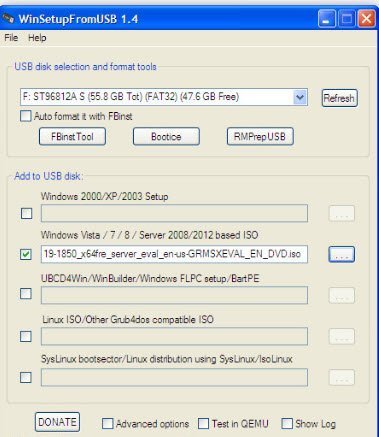 WinSetupFromUSB 1.4
File Help
USB disk selection and format tools
F: ST96812A S (55.8 GB Tot) (FAT32) (47.6 GB Free) Refresh
Auto format it with FBinst
FBinstTool Bootice RMPrepUSB
Add to USB disk:
Windows 2000/XP/2003 Setup
...
Windows Vista / 7 / 8 / Server 2008/2012 based ISO
19-1850_x64fre_server_eval_en-us-GRMSXEVAL_EN_DVD.iso ...
UBCD4Win/WinBuilder/Windows FLPC setup/BartPE
...
Linux ISO/Other Grub4dos compatible ISO
...
SysLinux bootsector/Linux distribution using SysLinux/IsoLinux
...
DONATE Advanced options Test in QEMU Show Log